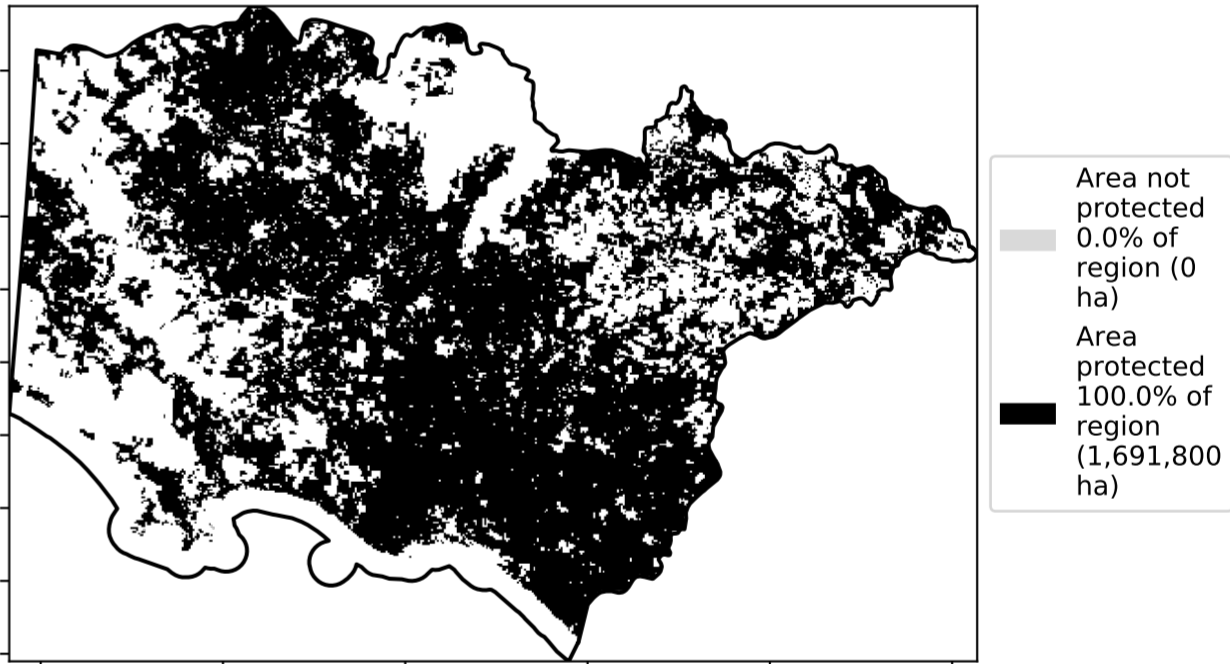 Area not
protected
0.0% of
region (0
ha)
Area
protected
100.0% of
region
(1,691,800
ha)